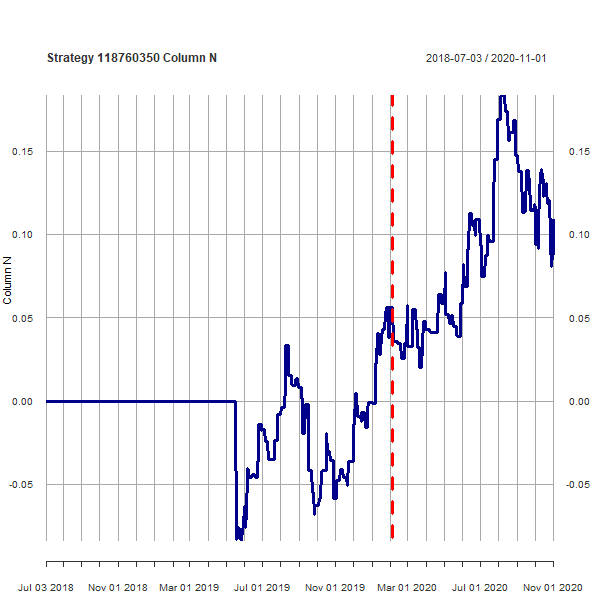 Strategy 118760350 Column N
2018-07-03 / 2020-11-01
0.15
0.15
0.10
0.10
Column N
0.05
0.05
0.00
0.00
-0.05
-0.05
Jul 03 2018
Nov 01 2018
Mar 01 2019
Jul 01 2019
Nov 01 2019
Mar 01 2020
Jul 01 2020
Nov 01 2020